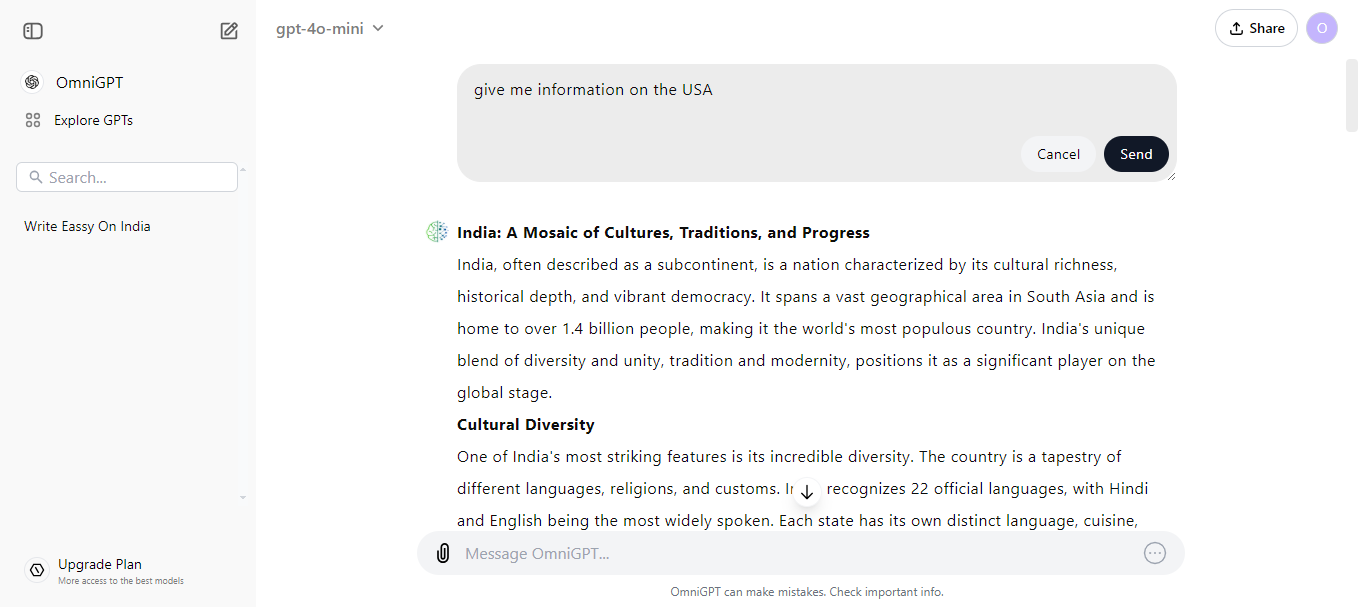 gpt-4o-mini
Share
O
OmniGPT
Explore GPTs
Search...
Write Eassy On India
give me information on the USA
Cancel
Send
India: A Mosaic of Cultures, Traditions, and Progress
India, often described as a subcontinent, is a nation characterized by its cultural richness,
historical depth, and vibrant democracy. It spans a vast geographical area in South Asia and is
home to over 1.4 billion people, making it the world's most populous country. India's unique
blend of diversity and unity, tradition and modernity, positions it as a significant player on the
global stage.
Cultural Diversity
One of India's most striking features is its incredible diversity. The country is a tapestry of
different languages, religions, and customs. recognizes 22 official languages, with Hindi
and English being the most widely spoken. Each state has its own distinct language, cuisine,
Message OmniGPT...
OmniGPT can make mistakes. Check important info.
Upgrade Plan
More access to the best models